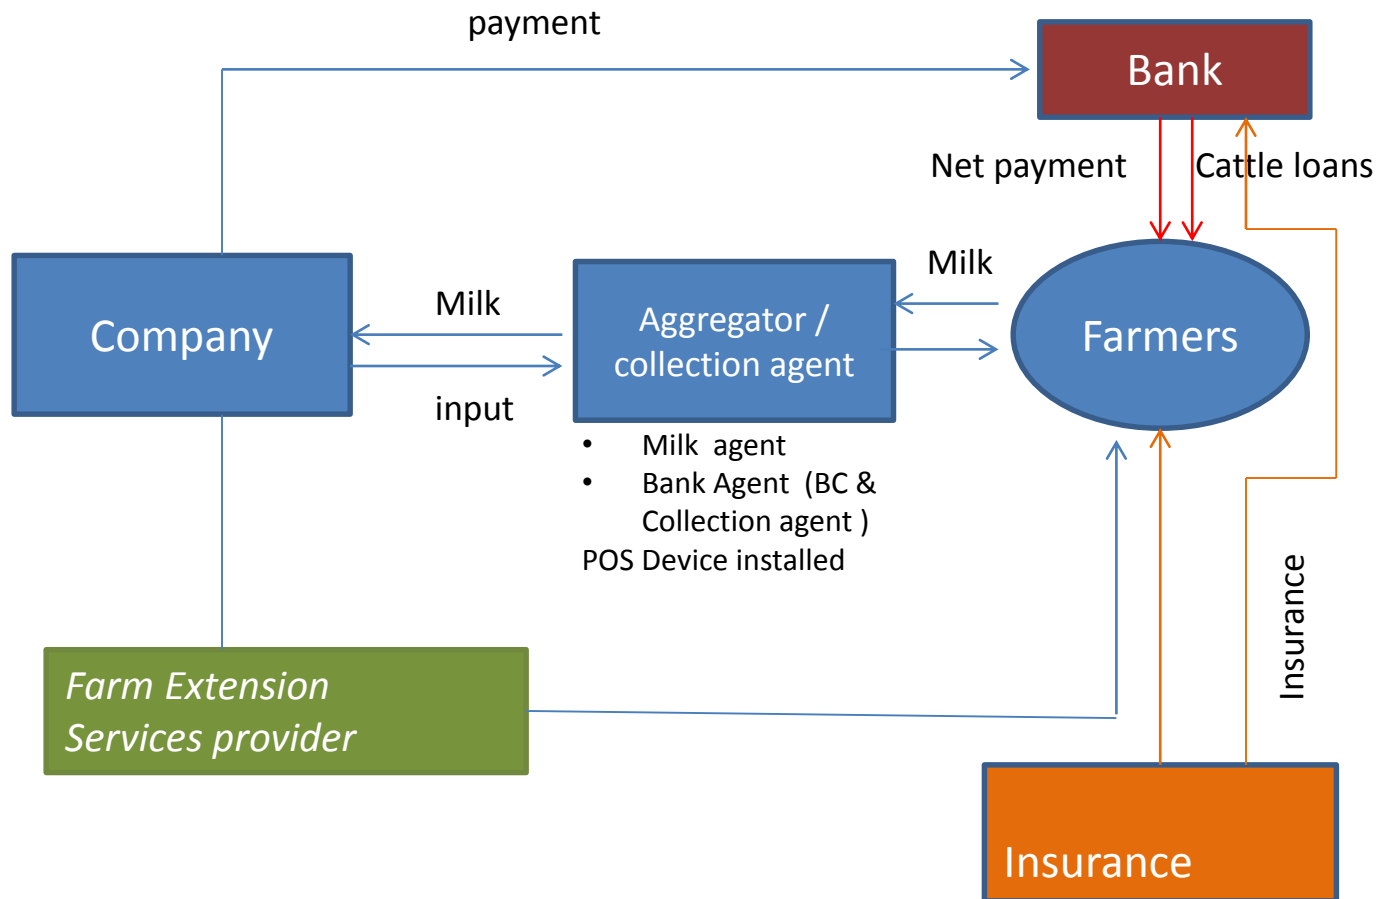 payment
Bank
Net payment
Cattle loans
Milk
Milk
Company
Aggregator /
collection agent
Farmers
input
• Milk  agent
• Bank Agent  (BC &
Collection agent )
POS Device installed
Insurance
Farm Extension
Services provider
Insurance